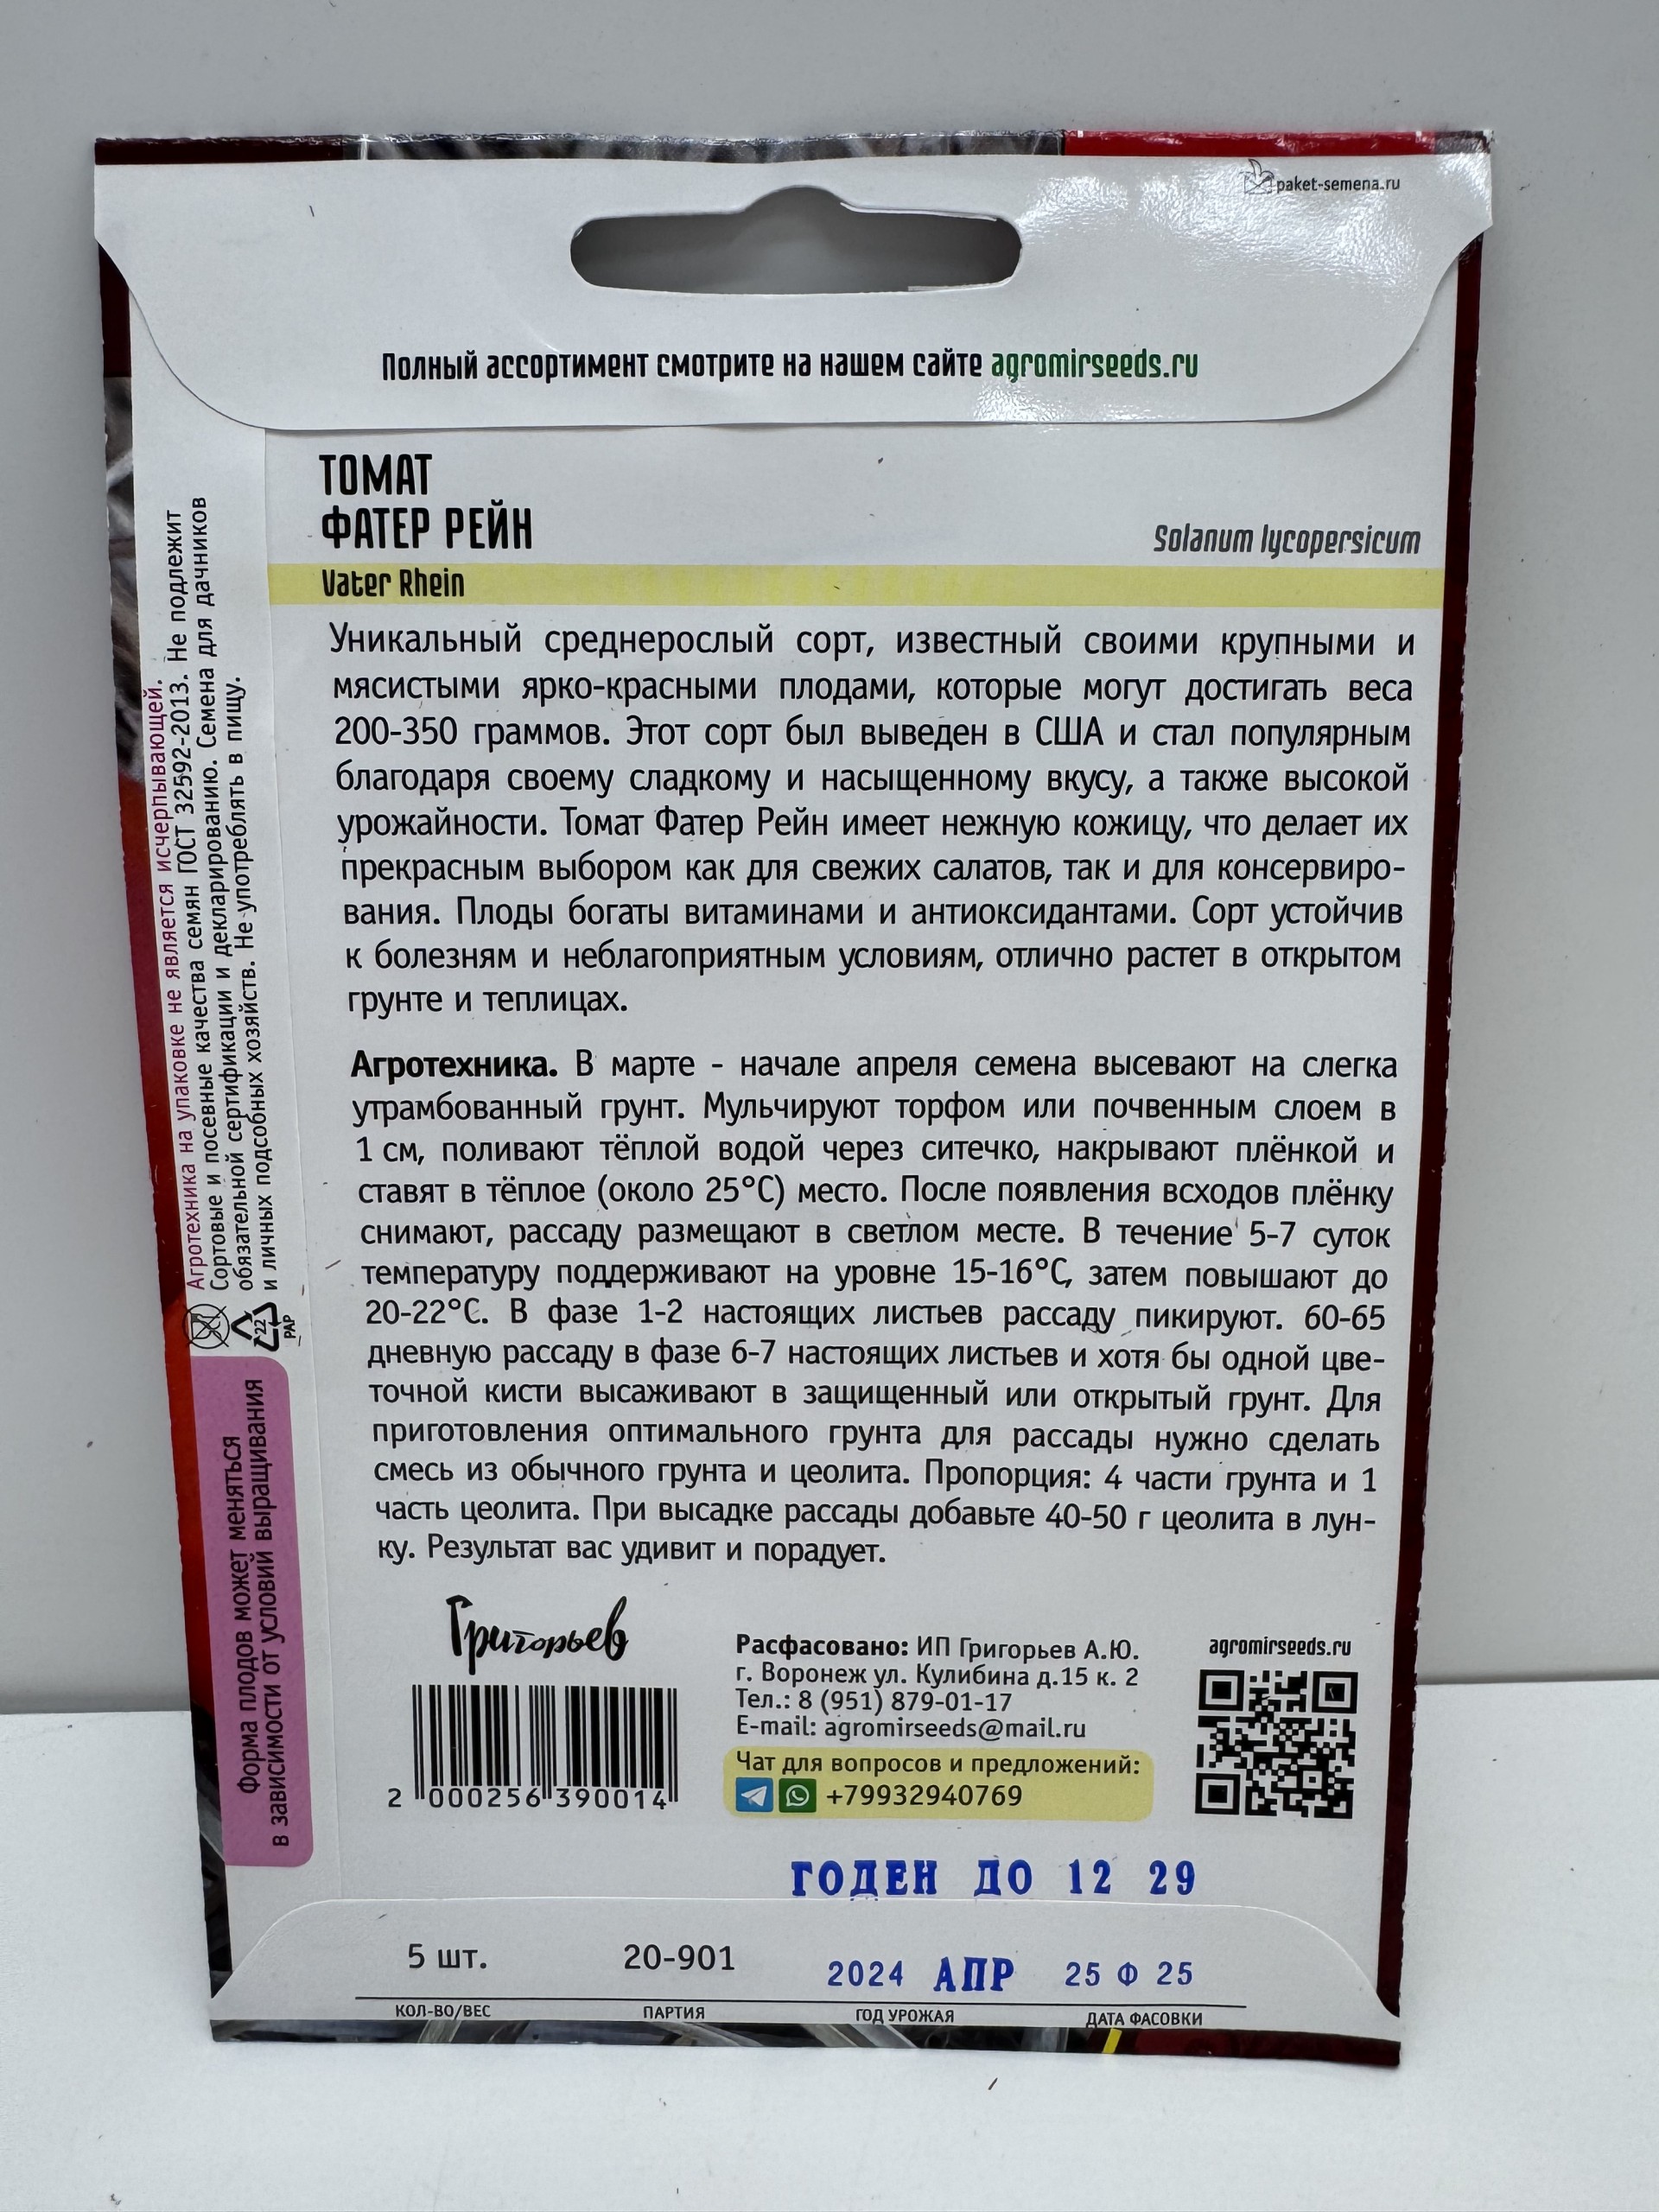 paket-semena.ru
Полный ассортимент смотрите на нашем сайте agromirseeds.ru
ТОМАТ
ФАТЕР РЕЙН
Solanum lycopersicum
Vater Rhein
Уникальный среднерослый сорт, известный своими крупными и
мясистыми ярко-красными плодами, которые могут достигать веса
200-350 граммов. Этот сорт был выведен в США и стал популярным
благодаря своему сладкому и насыщенному вкусу, а также высокой
урожайности. Томат Фатер Рейн имеет нежную кожицу, что делает их
прекрасным выбором как для свежих салатов, так и для консервиро-
вания. Плоды богаты витаминами и антиоксидантами. Сорт устойчив
к болезням и неблагоприятным условиям, отлично растет в открытом
грунте и теплицах.
Агротехника. В марте - начале апреля семена высевают на слегка
утрамбованный грунт. Мульчируют торфом или почвенным слоем в
1 см, поливают тёплой водой через ситечко, накрывают плёнкой и
ставят в тёплое (около 25°С) место. После появления всходов плёнку
снимают, рассаду размещают в светлом месте. В течение 5-7 суток
температуру поддерживают на уровне 15-16°С, затем повышают до
20-22°С. В фазе 1-2 настоящих листьев рассаду пикируют. 60-65
дневную рассаду в фазе 6-7 настоящих листьев и хотя бы одной цве-
точной кисти высаживают в защищенный или открытый грунт. Для
приготовления оптимального грунта для рассады нужно сделать
смесь из обычного грунта и цеолита. Пропорция: 4 части грунта и 1
часть цеолита. При высадке рассады добавьте 40-50 г цеолита в лун-
ку. Результат вас удивит и порадует.
Агротехника на упаковке не является исчерпывающей.
Сортовые и посевные качества семян ГОСТ 32592-2013. Не подлежит
обязательной сертификации и декларированию. Семена для дачников
и личных подсобных хозяйств. Не употреблять в пищу.
22
PAP
Форма плодов может меняться
в зависимости от условий выращивания
Григорьев
2 000256 390014
Расфасовано: ИП Григорьев А.Ю.
г. Воронеж ул. Кулибина д.15 к. 2
Тел.: 8 (951) 879-01-17
E-mail: agromirseeds@mail.ru
Чат для вопросов и предложений:
+79932940769
agromirseeds.ru
ГОДЕН ДО 12 29
5 шт. 20-901 2024 АПР 25 Ф 25
КОЛ-ВО/ВЕС ПАРТИЯ ГОД УРОЖАЯ ДАТА ФАСОВКИ